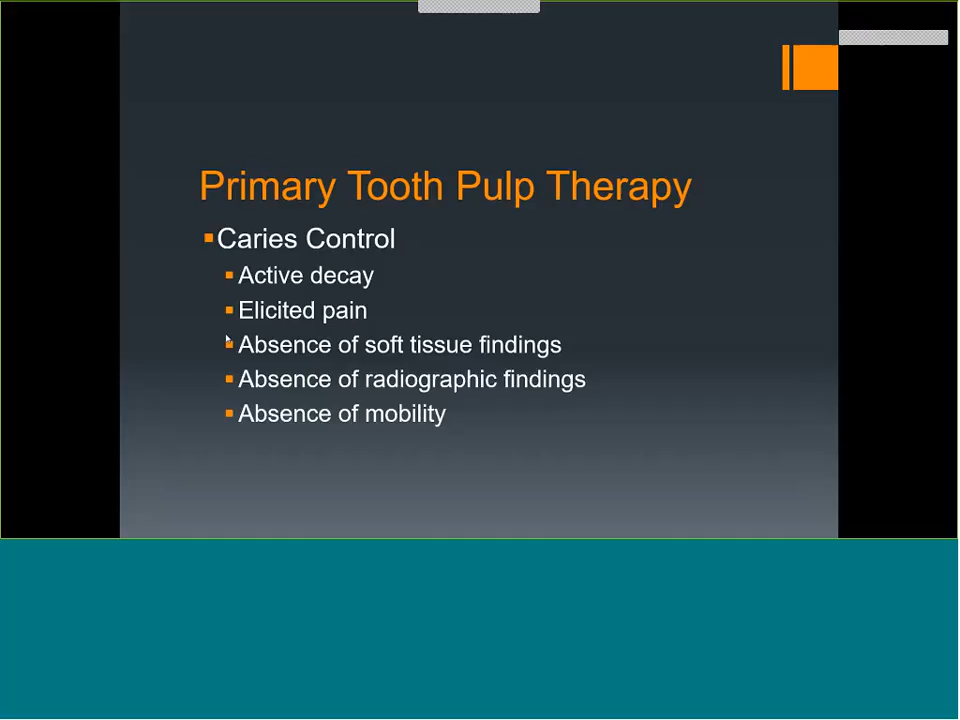 Primary Tooth Pulp Therapy
Caries Control
Active decay
Elicited pain
Absence of soft tissue findings
Absence of radiographic findings
Absence of mobility